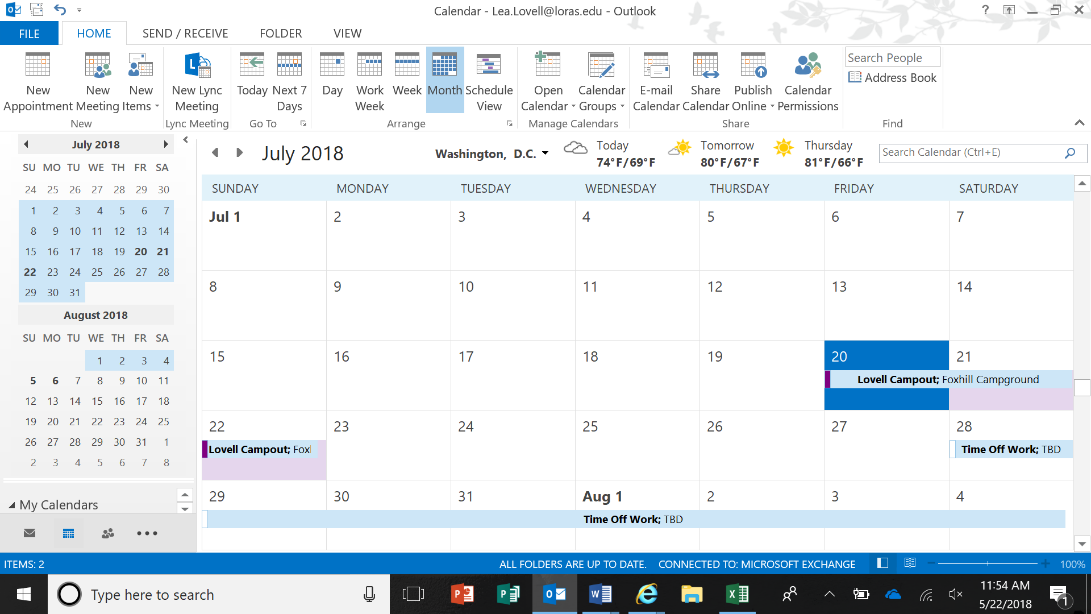 Calendar - Lea.Lovell@loras.edu - Outlook
?
FILE HOME SEND / RECEIVE FOLDER VIEW
New Appointment
New Meeting
New Items
New Lync Meeting
Today
Next 7 Days
Day
Work Week
Week
Month
Schedule View
Open Calendar
Calendar Groups
E-mail Calendar
Share Calendar
Publish Online
Calendar Permissions
Search People
Address Book
New Lync Meeting Go To Arrange Manage Calendars Share Find
July 2018
SU MO TU WE TH FR SA
24 25 26 27 28 29 30
1 2 3 4 5 6 7
8 9 10 11 12 13 14
15 16 17 18 19 20 21
22 23 24 25 26 27 28
29 30 31
August 2018
SU MO TU WE TH FR SA
1 2 3 4
5 6 7 8 9 10 11
12 13 14 15 16 17 18
19 20 21 22 23 24 25
26 27 28 29 30 31 1
2 3 4 5 6 7 8
My Calendars
July 2018
Washington, D.C.
Today
74°F/69°F
Tomorrow
80°F/67°F
Thursday
81°F/66°F
Search Calendar (Ctrl+E)
SUNDAY MONDAY TUESDAY WEDNESDAY THURSDAY FRIDAY SATURDAY
Jul 1 2 3 4 5 6 7
8 9 10 11 12 13 14
15 16 17 18 19 20 21
Lovell Campout; Foxhill Campground
22 23 24 25 26 27 28
Lovell Campout; Foxl
Time Off Work; TBD
29 30 31 Aug 1 2 3 4
Time Off Work; TBD
ITEMS: 2
ALL FOLDERS ARE UP TO DATE. CONNECTED TO: MICROSOFT EXCHANGE
100%
Type here to search
11:54 AM
5/22/2018
1